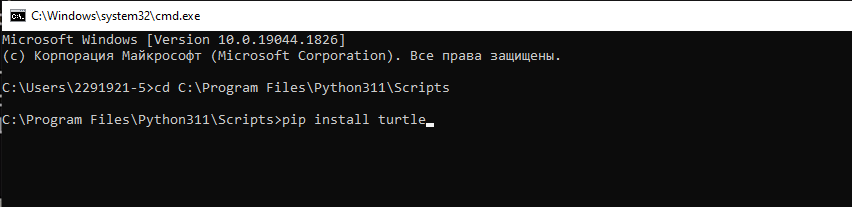 C:\Windows\system32\cmd.exe
Microsoft Windows [Version 10.0.19044.1826]
(c) Корпорация Майкрософт (Microsoft Corporation). Все права защищены.
C:\Users\2291921-5>cd C:\Program Files\Python311\Scripts
C:\Program Files\Python311\Scripts>pip install turtle